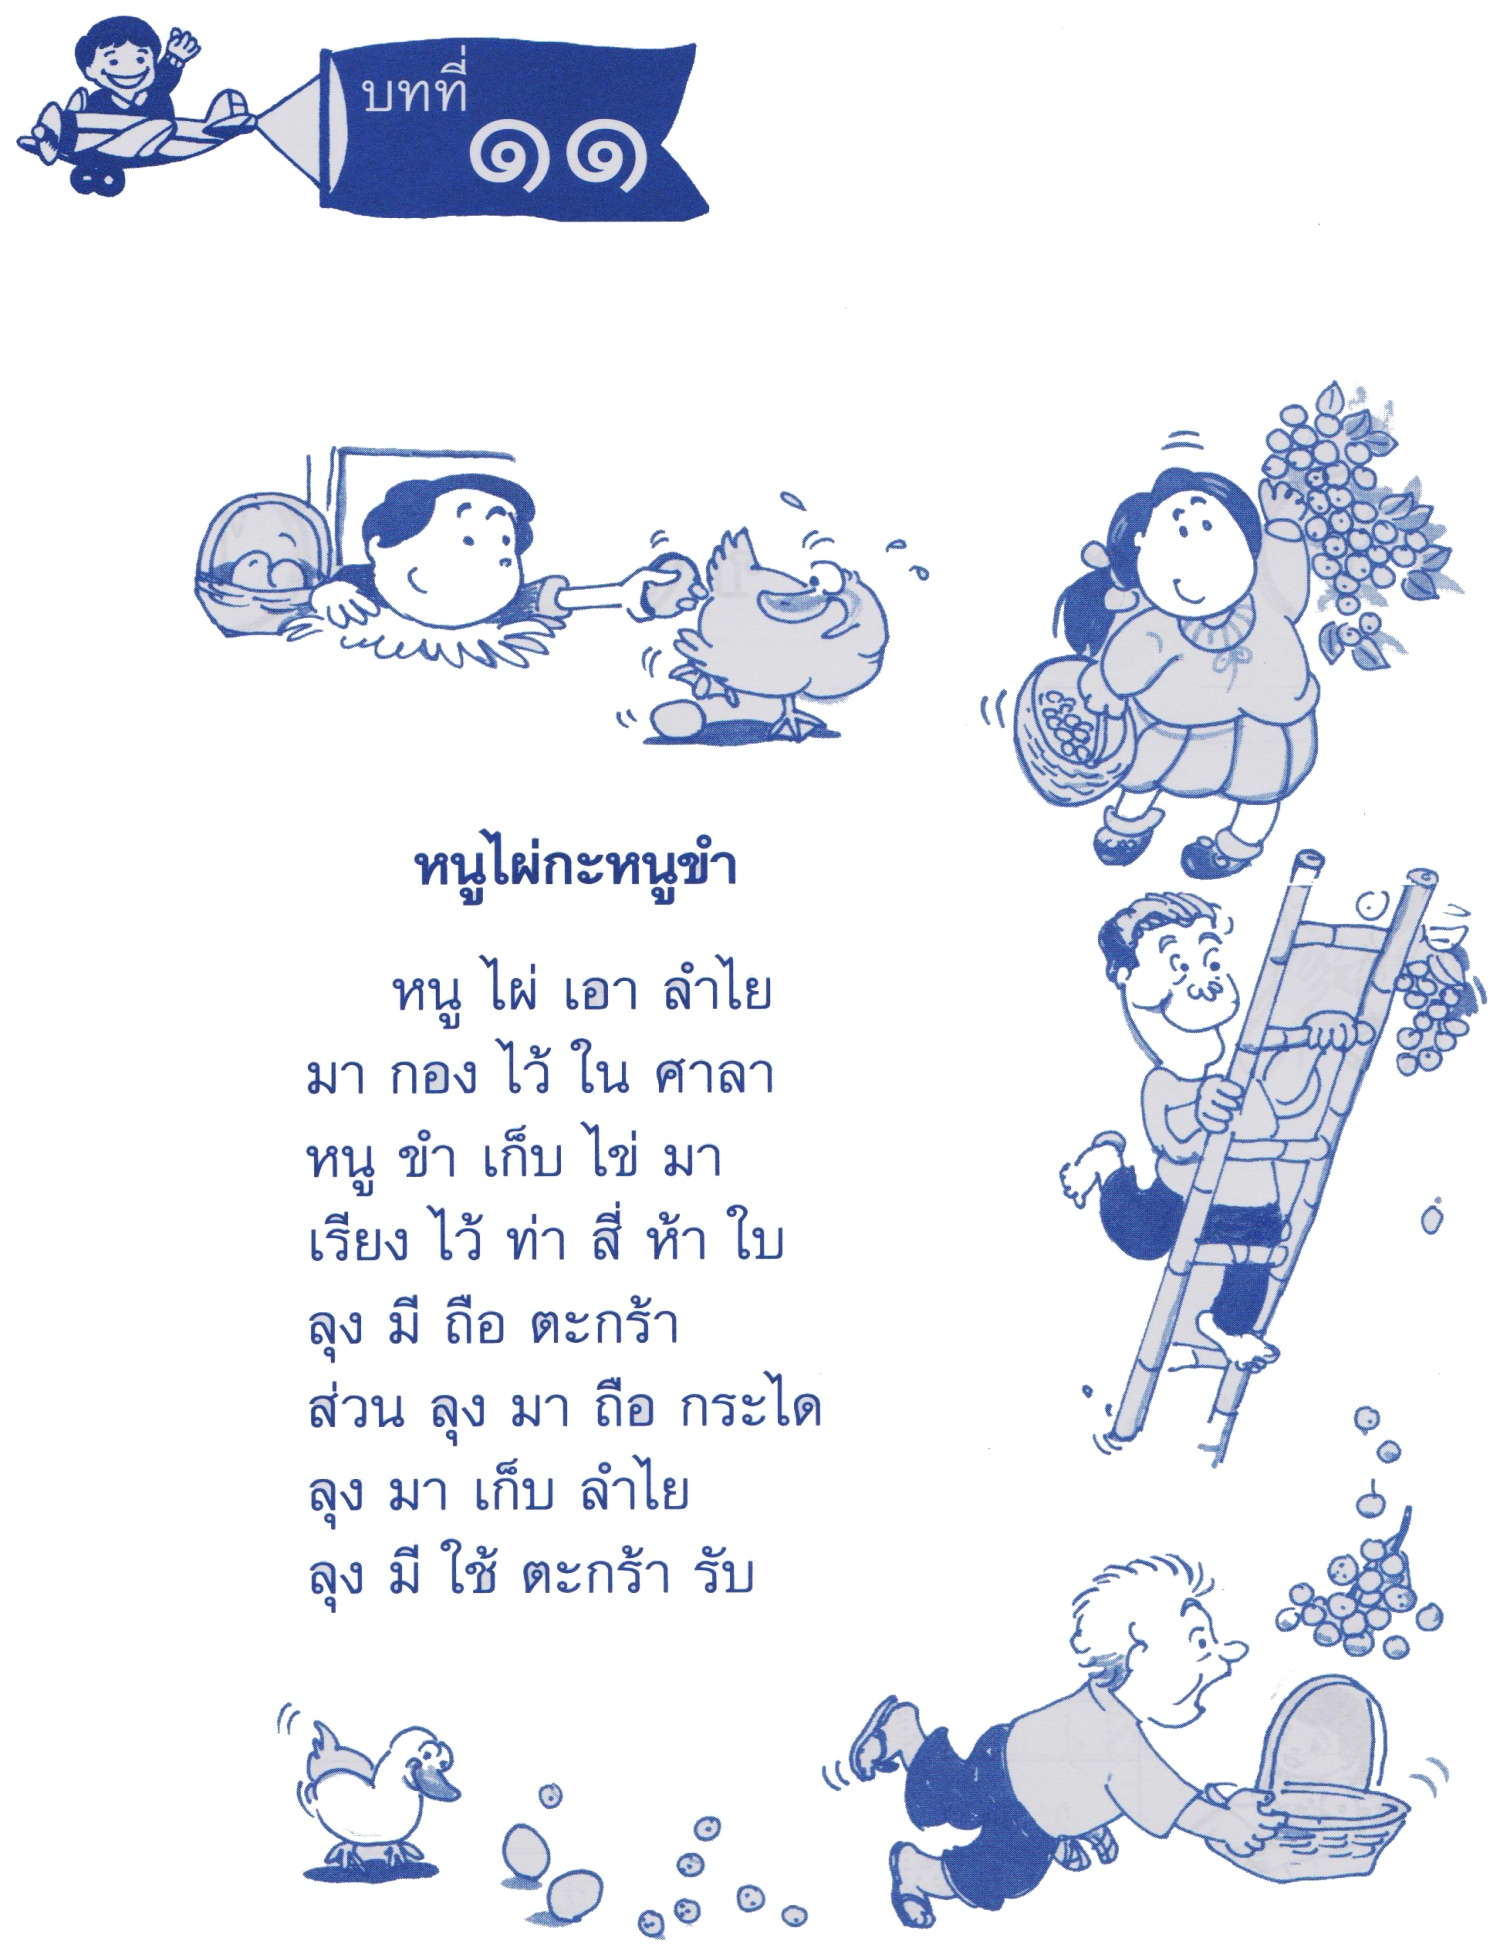 บทที่
๑๑
หนูไผ่กะหนูขำ
หนู ไผ่ เอา ลำไย
มา กอง ไว้ ใน ศาลา
หนู ขำ เก็บ ไข่ มา
เรียง ไว้ ท่า สี่ ห้า ใบ
ลุง มี ถือ ตะกร้า
ส่วน ลุง มา ถือ กระได
ลุง มา เก็บ ลำไย
ลุง มี ใช้ ตะกร้า รับ